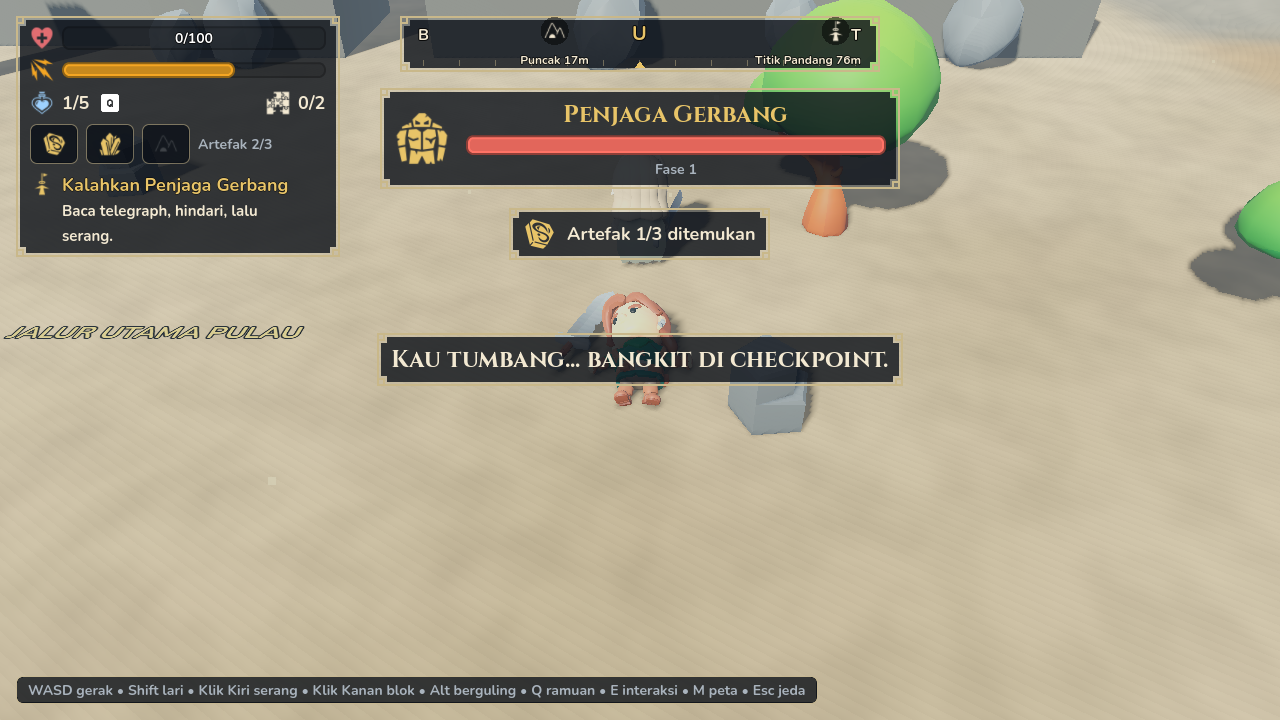 0/100
1/5 Q 0/2
Artefak 2/3
Kalahkan Penjaga Gerbang
Baca telegraph, hindari, lalu
serang.
B U T
Puncak 17m Titik Pandang 76m
Penjaga Gerbang
Fase 1
Artefak 1/3 ditemukan
JALUR UTAMA PULAU
Kau tumbang... bangkit di checkpoint.
WASD gerak • Shift lari • Klik Kiri serang • Klik Kanan blok • Alt berguling • Q ramuan • E interaksi • M peta • Esc jeda